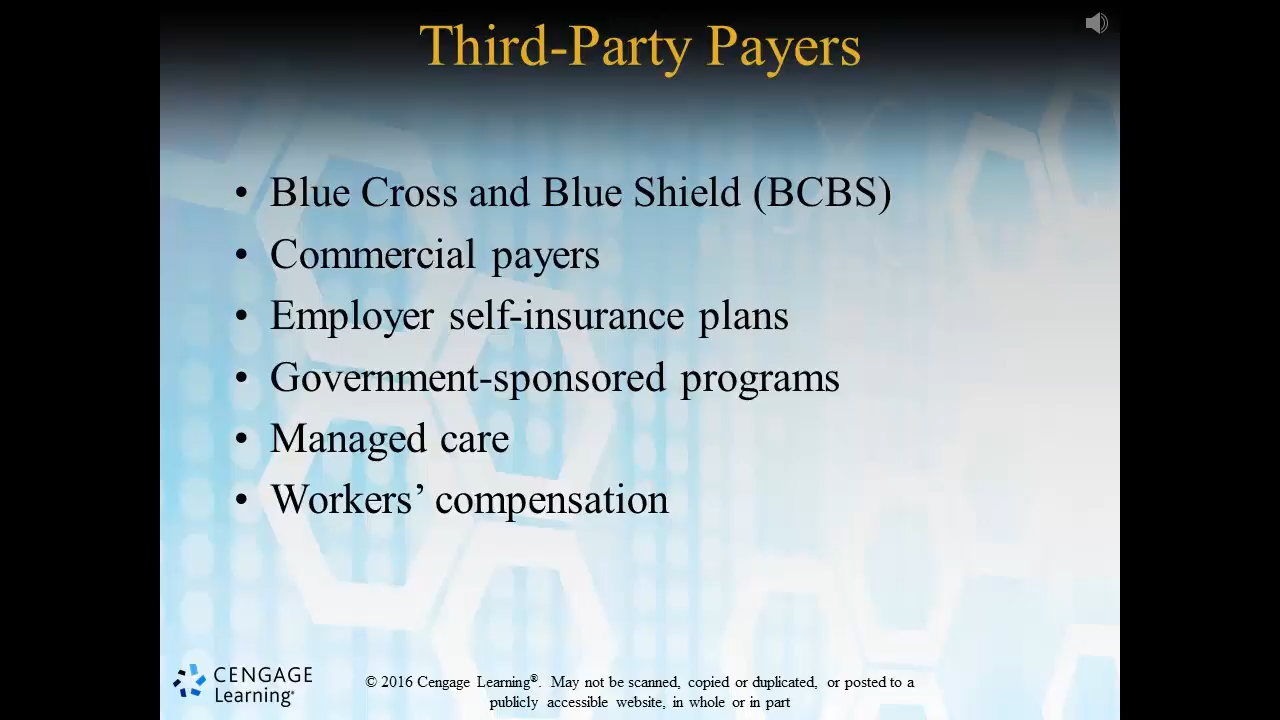 Third-Party Payers
• Blue Cross and Blue Shield (BCBS)
• Commercial payers
• Employer self-insurance plans
• Government-sponsored programs
• Managed care
• Workers’ compensation
CENGAGE
Learning®
© 2016 Cengage Learning®. May not be scanned, copied or duplicated, or posted to a
publicly accessible website, in whole or in part